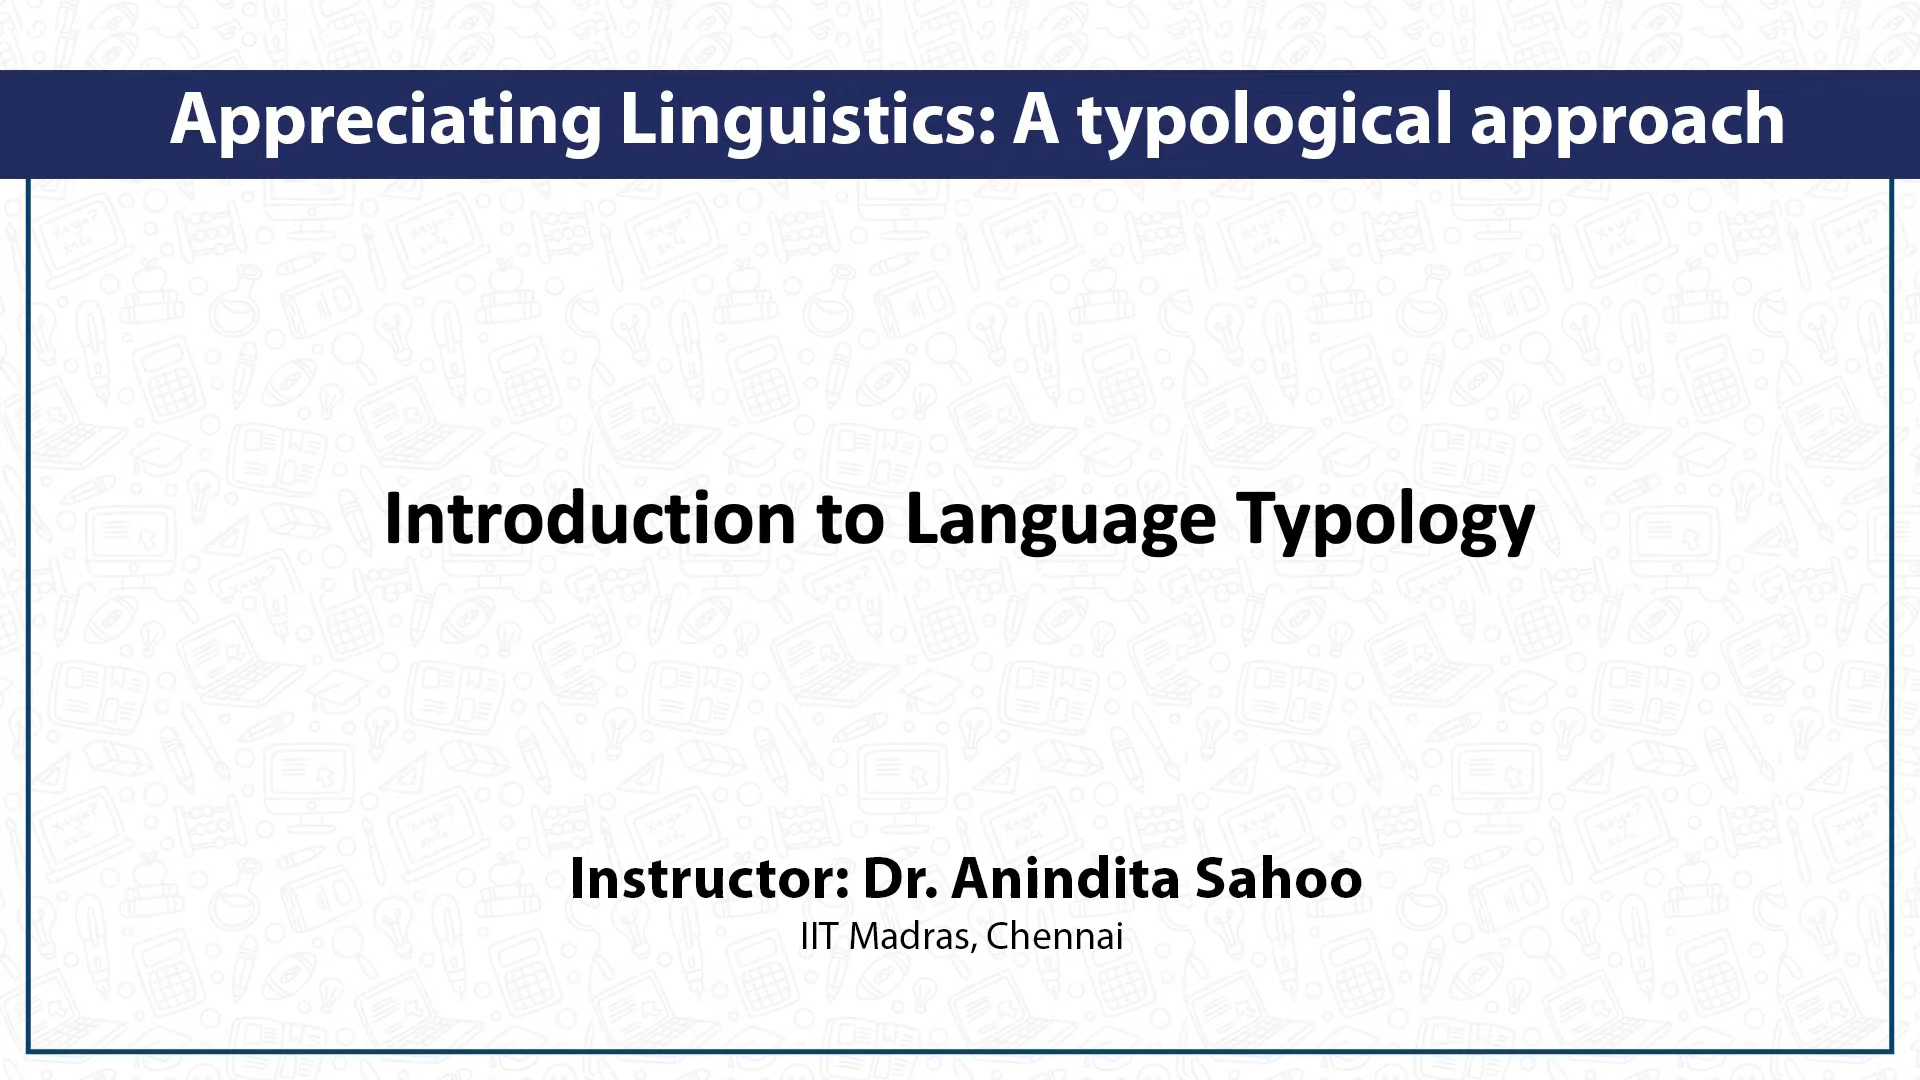 Appreciating Linguistics: A typological approach
Introduction to Language Typology
Instructor: Dr. Anindita Sahoo
IIT Madras, Chennai